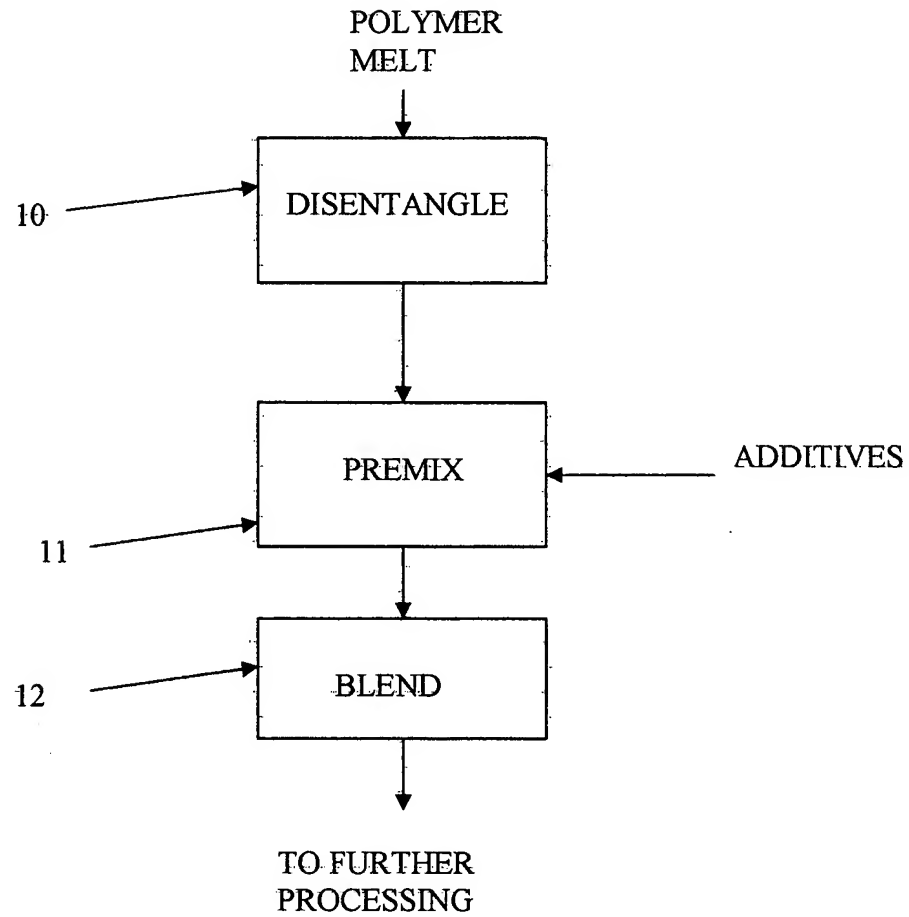 POLYMER
MELT
10
DISENTANGLE
PREMIX
ADDITIVES
11
12
BLEND
TO FURTHER
PROCESSING